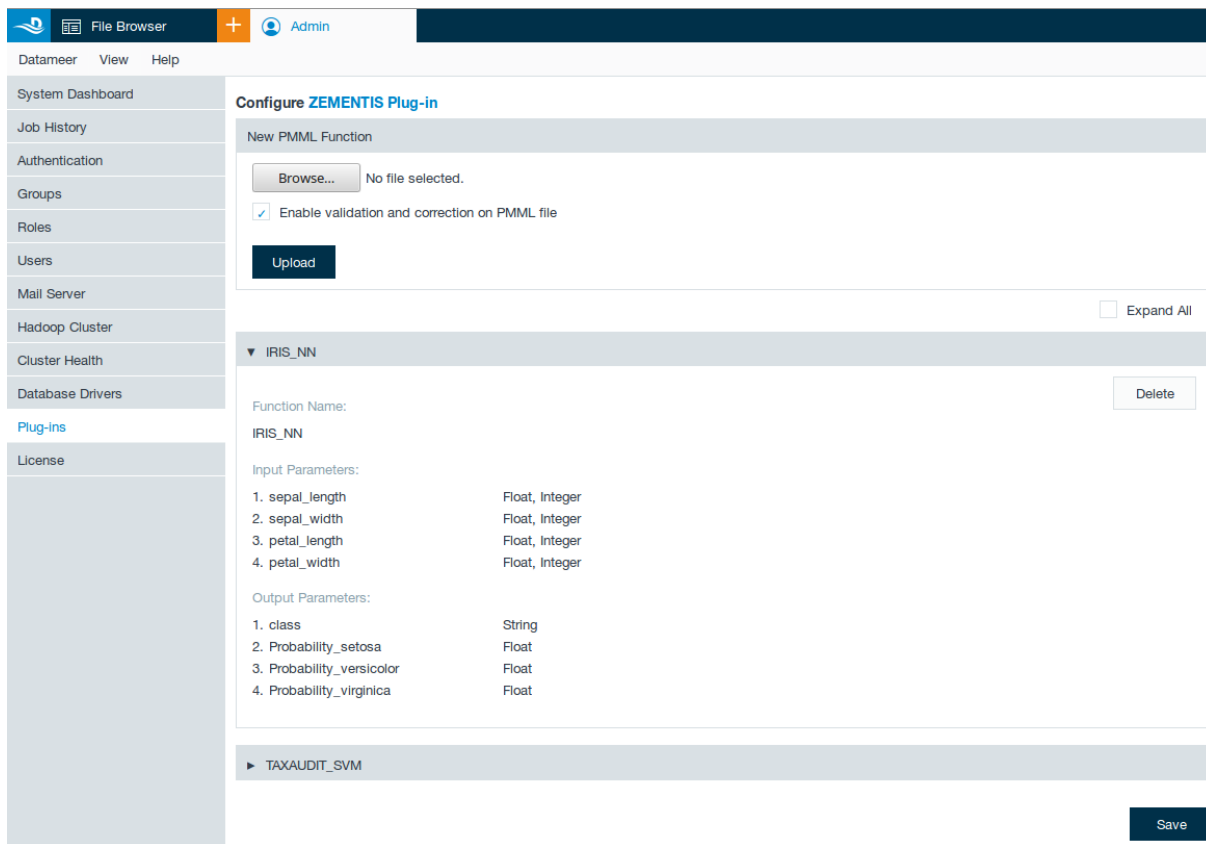 File Browser
+
Admin
Datameer View Help
System Dashboard
Job History
Authentication
Groups
Roles
Users
Mail Server
Hadoop Cluster
Cluster Health
Database Drivers
Plug-ins
License
Configure ZEMENTIS Plug-in
New PMML Function
Browse... No file selected.
✓ Enable validation and correction on PMML file
Upload
Expand All
▼ IRIS_NN
Delete
Function Name:
IRIS_NN
Input Parameters:
1. sepal_length Float, Integer
2. sepal_width Float, Integer
3. petal_length Float, Integer
4. petal_width Float, Integer
Output Parameters:
1. class String
2. Probability_setosa Float
3. Probability_versicolor Float
4. Probability_virginica Float
► TAXAUDIT_SVM
Save